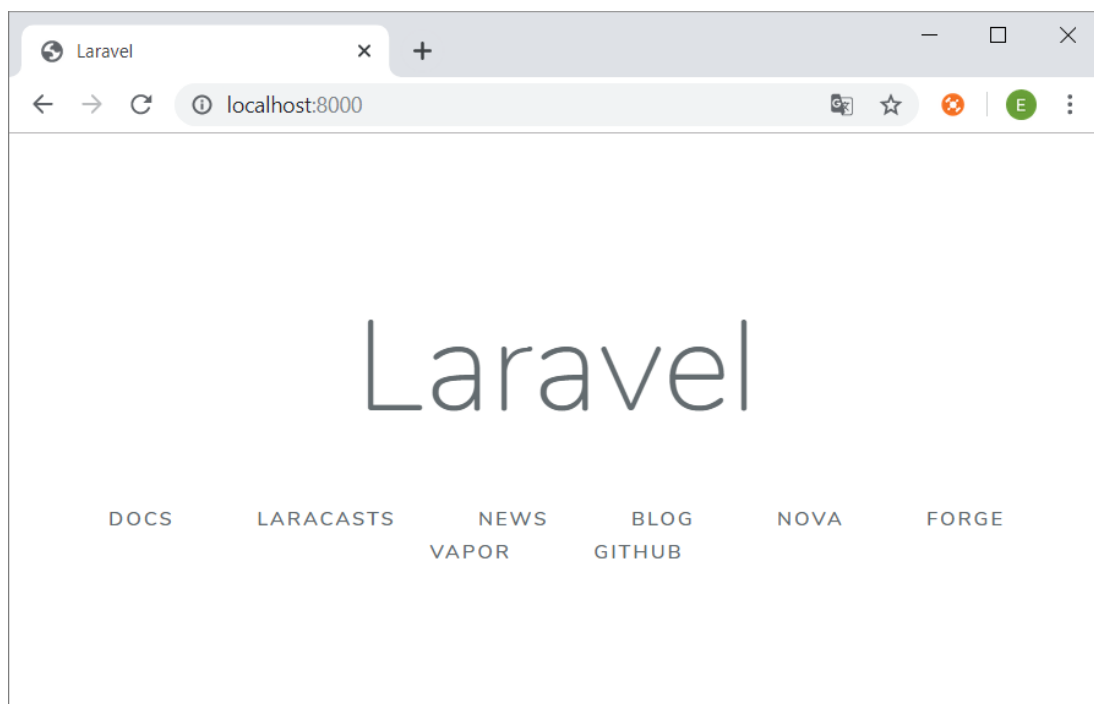 Laravel
localhost:8000
E
Laravel
DOCS LARACASTS NEWS BLOG NOVA FORGE
VAPOR GITHUB